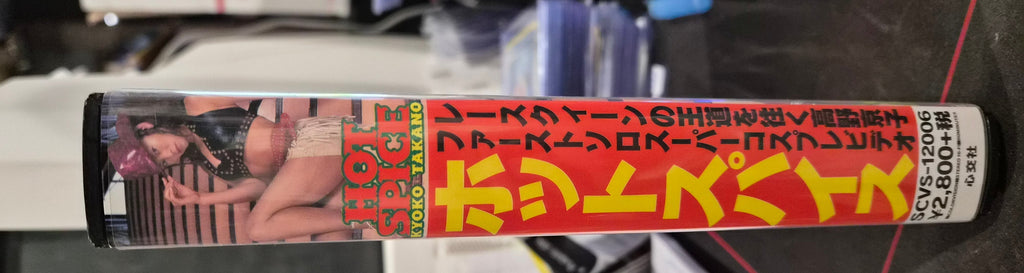 HOT
SPICE
KYOKO TAKANO
レースクイーンの王道を往く高野京子
ファーストソロスーパーコスプレビデオ
ホットスパイス
SCVS-12006
¥2,800+税
心交社